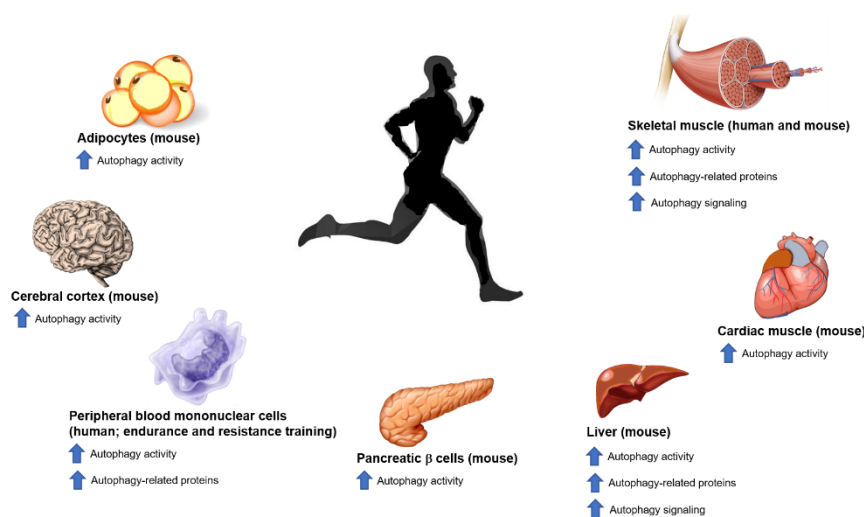 Adipocytes (mouse)
Autophagy activity
Skeletal muscle (human and mouse)
Autophagy activity
Autophagy-related proteins
Autophagy signaling
Cerebral cortex (mouse)
Autophagy activity
Cardiac muscle (mouse)
Autophagy activity
Peripheral blood mononuclear cells
(human; endurance and resistance training)
Autophagy activity
Autophagy-related proteins
Pancreatic β cells (mouse)
Autophagy activity
Liver (mouse)
Autophagy activity
Autophagy-related proteins
Autophagy signaling